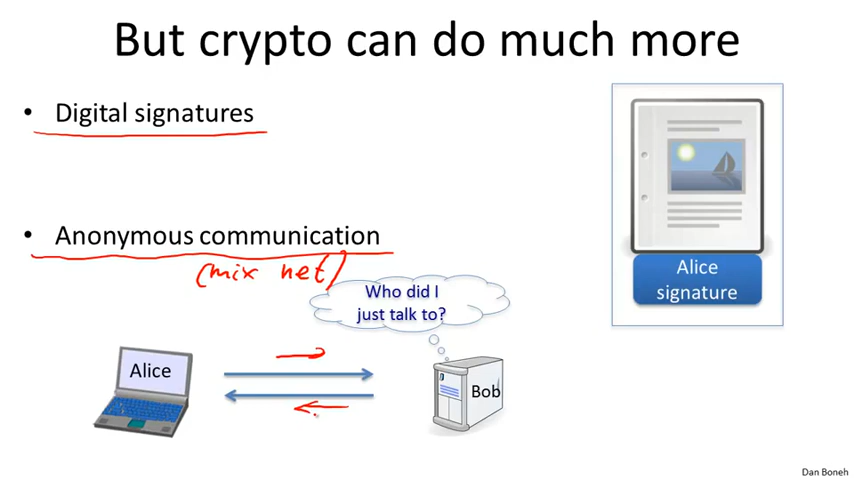 But crypto can do much more
• Digital signatures
• Anonymous communication
(mix net)
Who did I
just talk to?
Alice
Bob
Alice
signature
Dan Boneh